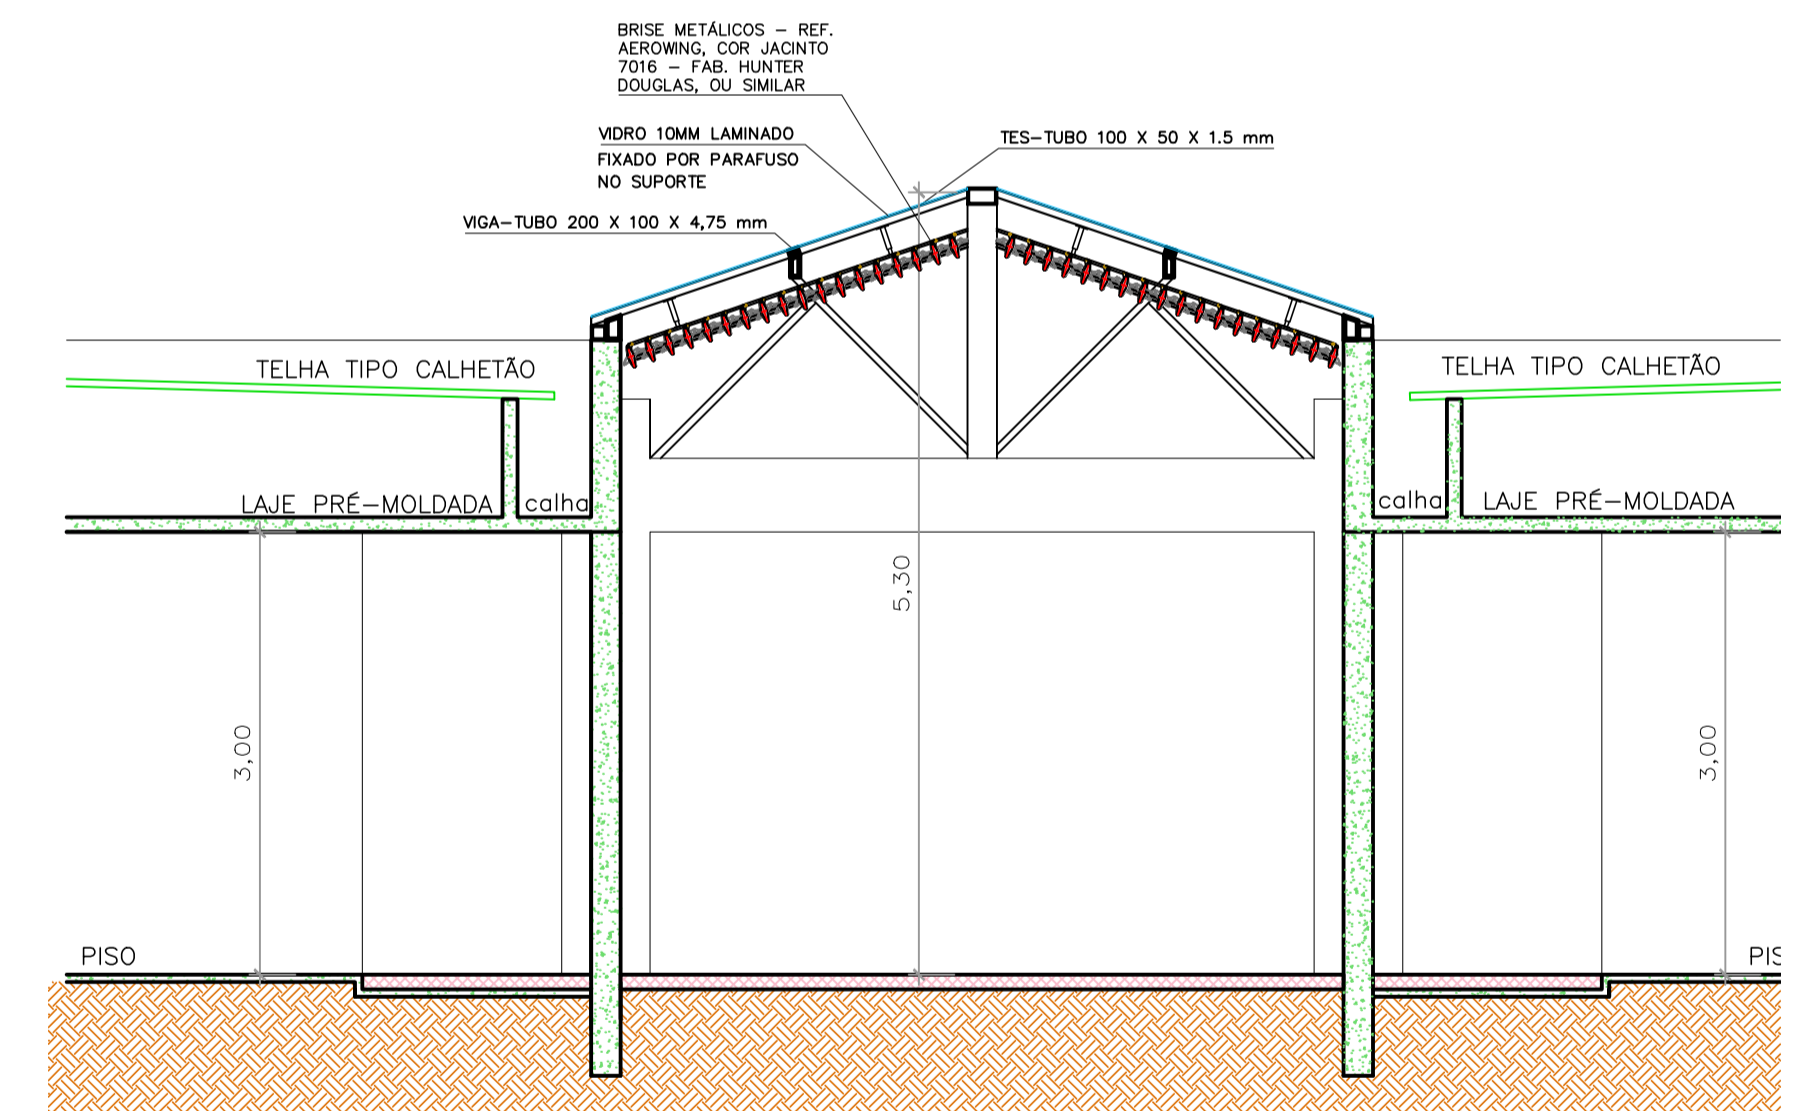 BRISE METÁLICOS – REF.
AEROWING, COR JACINTO
7016 – FAB. HUNTER
DOUGLAS, OU SIMILAR
VIDRO 10MM LAMINADO
FIXADO POR PARAFUSO
NO SUPORTE
TES–TUBO 100 X 50 X 1.5 mm
VIGA–TUBO 200 X 100 X 4,75 mm
TELHA TIPO CALHETÃO
TELHA TIPO CALHETÃO
LAJE PRÉ–MOLDADA
calha
calha
LAJE PRÉ–MOLDADA
5,30
3,00
3,00
PISO
PIS